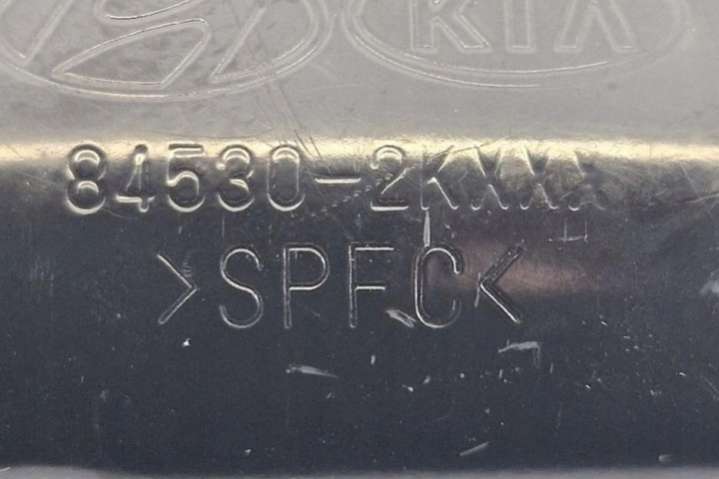 KIA
84530-2KXXX
>SPFC<